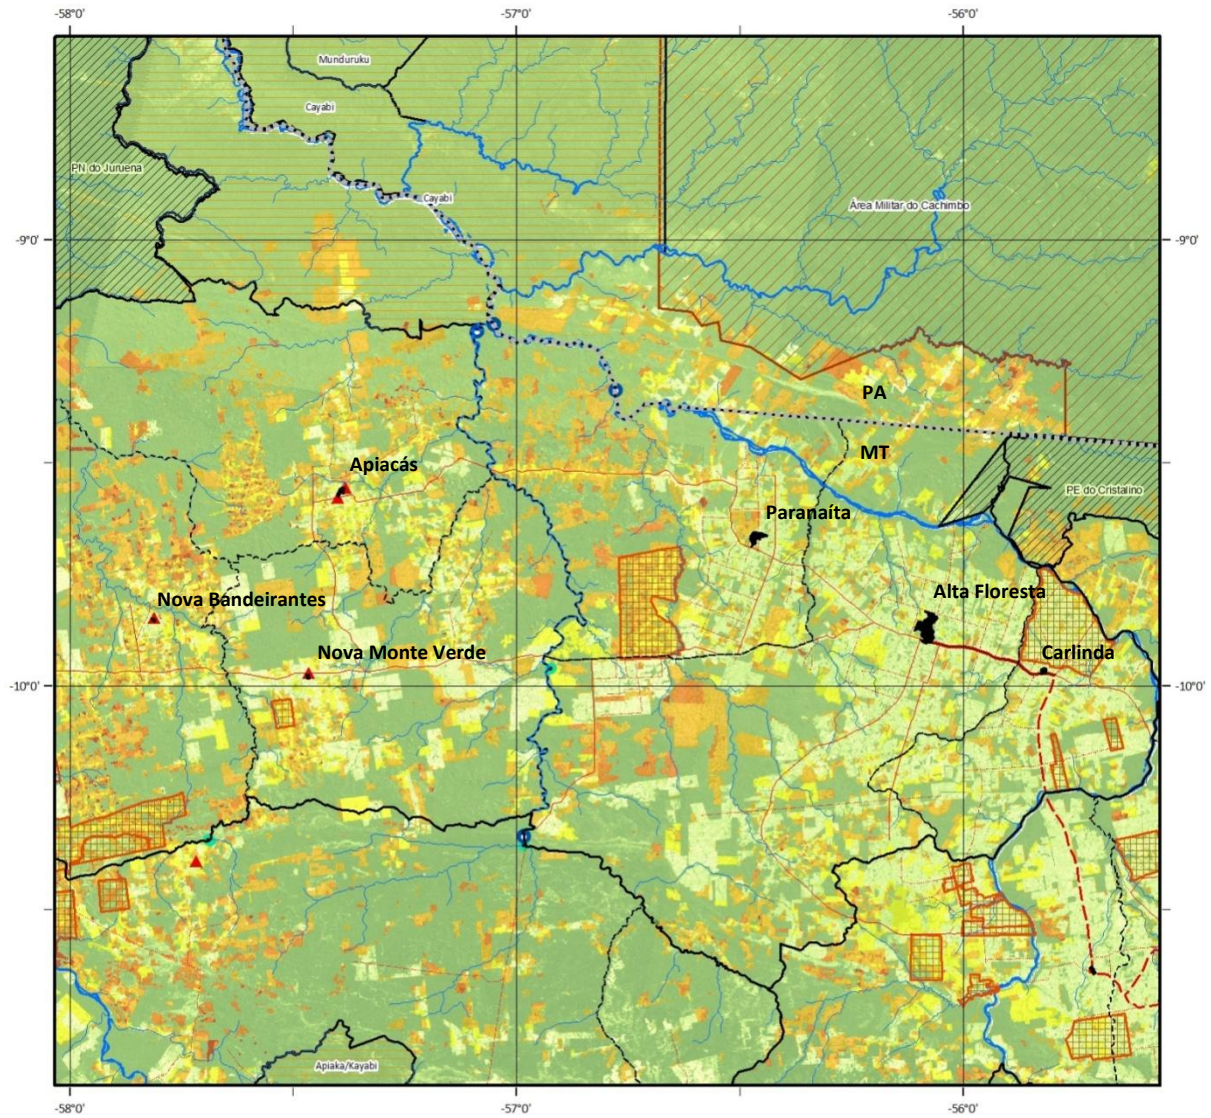 -58°0'
-57°0'
-56°0'
Munduruku
Cayabi
PN do Juruena
Cayabi
Área Militar do Cachimbo
-9°0'
-9°0'
PA
MT
Apiacás
PE do Cristalino
Paranaíta
Nova Bandeirantes
Alta Floresta
Nova Monte Verde
Carlinda
-10°0'
-10°0'
Apiaka/Kayabi
-58°0'
-57°0'
-56°0'